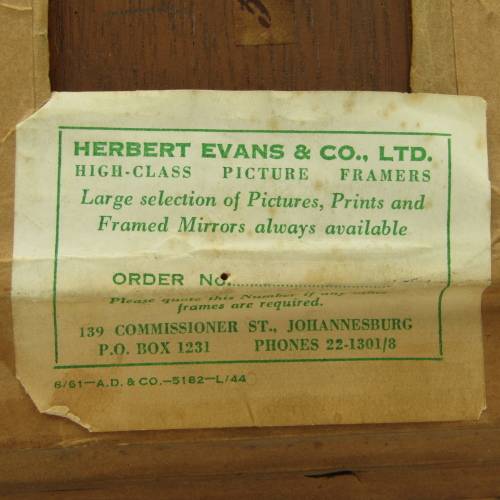 HERBERT EVANS & CO., LTD.
HIGH-CLASS PICTURE FRAMERS
Large selection of Pictures, Prints and
Framed Mirrors always available
ORDER No.
Please quote this Number if any other
frames are required.
139 COMMISSIONER ST., JOHANNESBURG
P.O. BOX 1231 PHONES 22-1301/8
8/61—A.D. & CO.—5182—L/44